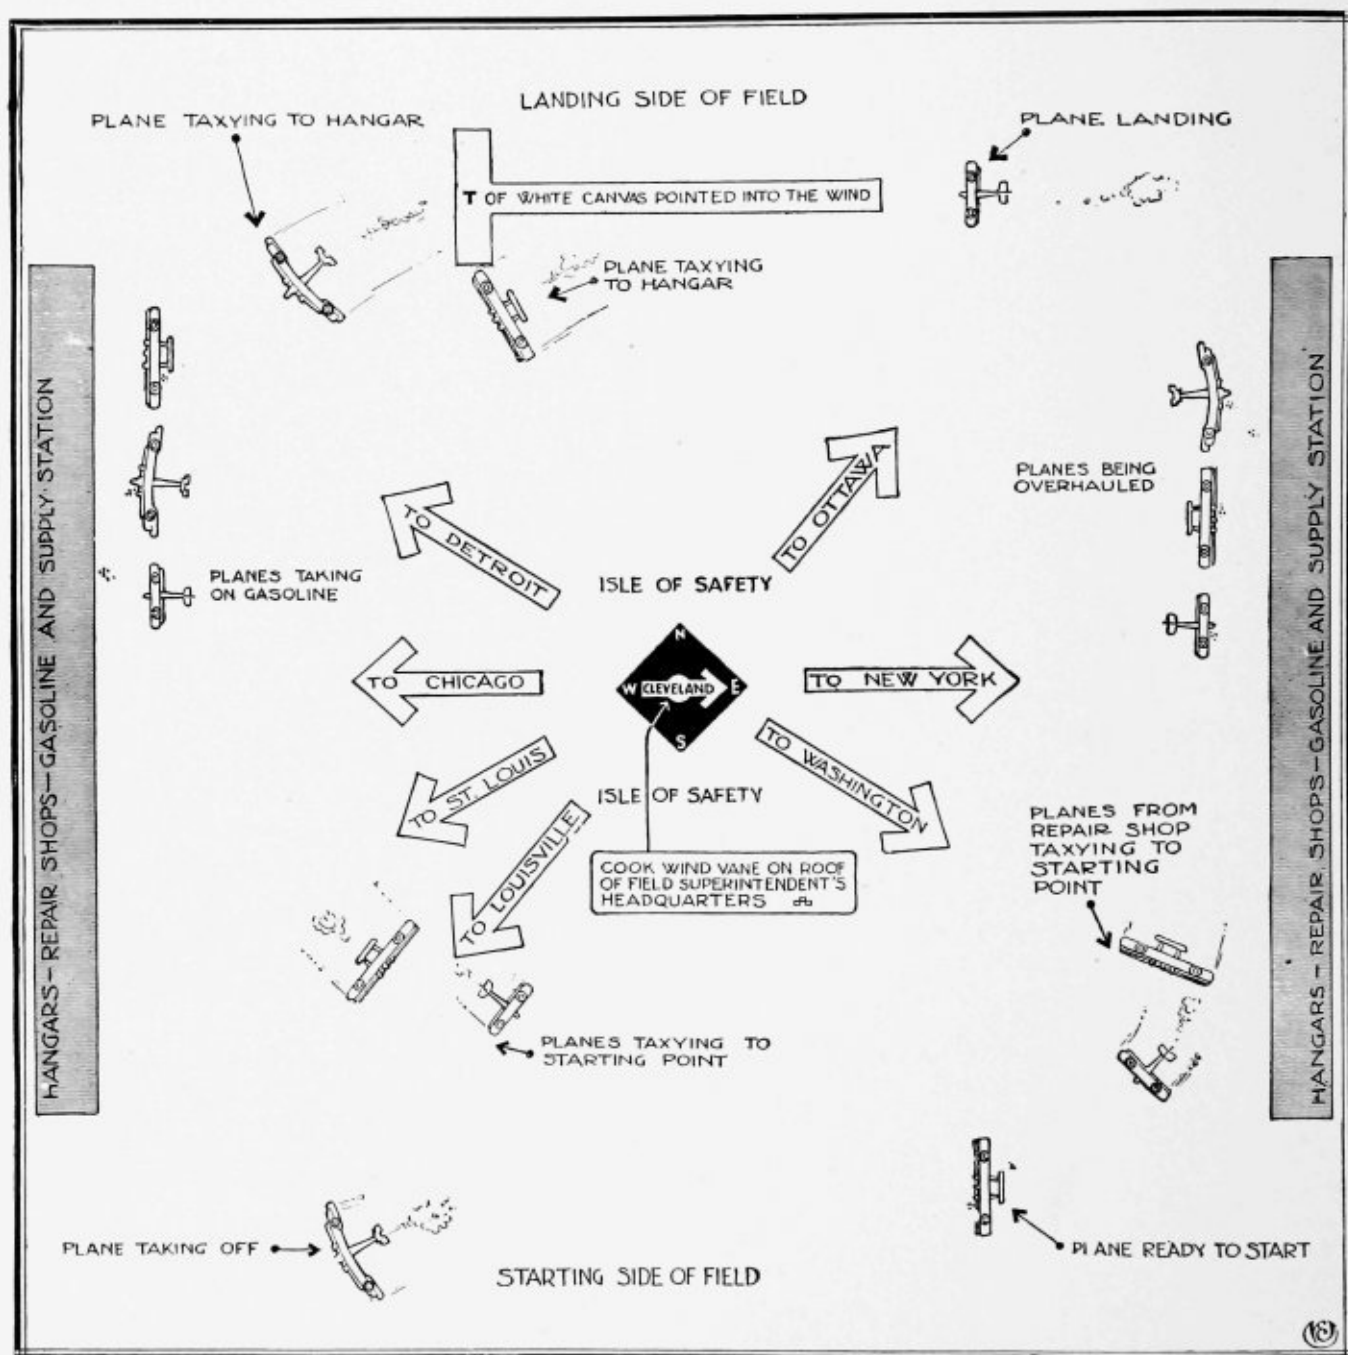 LANDING SIDE OF FIELD
PLANE TAXYING TO HANGAR
PLANE LANDING
T OF WHITE CANVAS POINTED INTO THE WIND
PLANE TAXYING
TO HANGAR
HANGARS-REPAIR SHOPS-GASOLINE AND SUPPLY STATION
HANGARS-REPAIR SHOPS-GASOLINE AND SUPPLY STATION
TO DETROIT
TO OTTAWA
PLANES BEING
OVERHAULED
PLANES TAKING
ON GASOLINE
ISLE OF SAFETY
N
TO CHICAGO
W CLEVELAND E
TO NEW YORK
S
TO ST. LOUIS
TO WASHINGTON
ISLE OF SAFETY
TO LOUISVILLE
PLANES FROM
REPAIR SHOP
TAXYING TO
STARTING
POINT
COOK WIND VANE ON ROOF
OF FIELD SUPERINTENDENT'S
HEADQUARTERS
PLANES TAXYING TO
STARTING POINT
PLANE TAKING OFF
PLANE READY TO START
STARTING SIDE OF FIELD